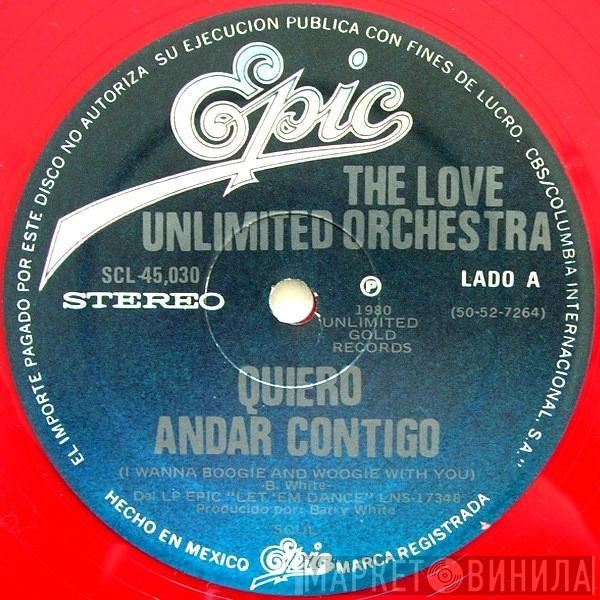 EL IMPORTE PAGADO POR ESTE DISCO NO AUTORIZA SU EJECUCION PUBLICA CON FINES DE LUCRO. CBS/COLUMBIA INTERNACIONAL, S.A."
Epic
THE LOVE
UNLIMITED ORCHESTRA
SCL-45,030
STEREO
LADO A
(50-52-7264)
P
1980
UNLIMITED
GOLD
RECORDS
QUIERO
ANDAR CONTIGO
(I WANNA BOOGIE AND WOOGIE WITH YOU)
-B. White-
Del LP EPIC "LET 'EM DANCE" LNS-17348
Producido por: Barry White
SOUL
HECHO EN MEXICO
Epic
MARCA REGISTRADA
МАРКЕТ ВИНИЛА